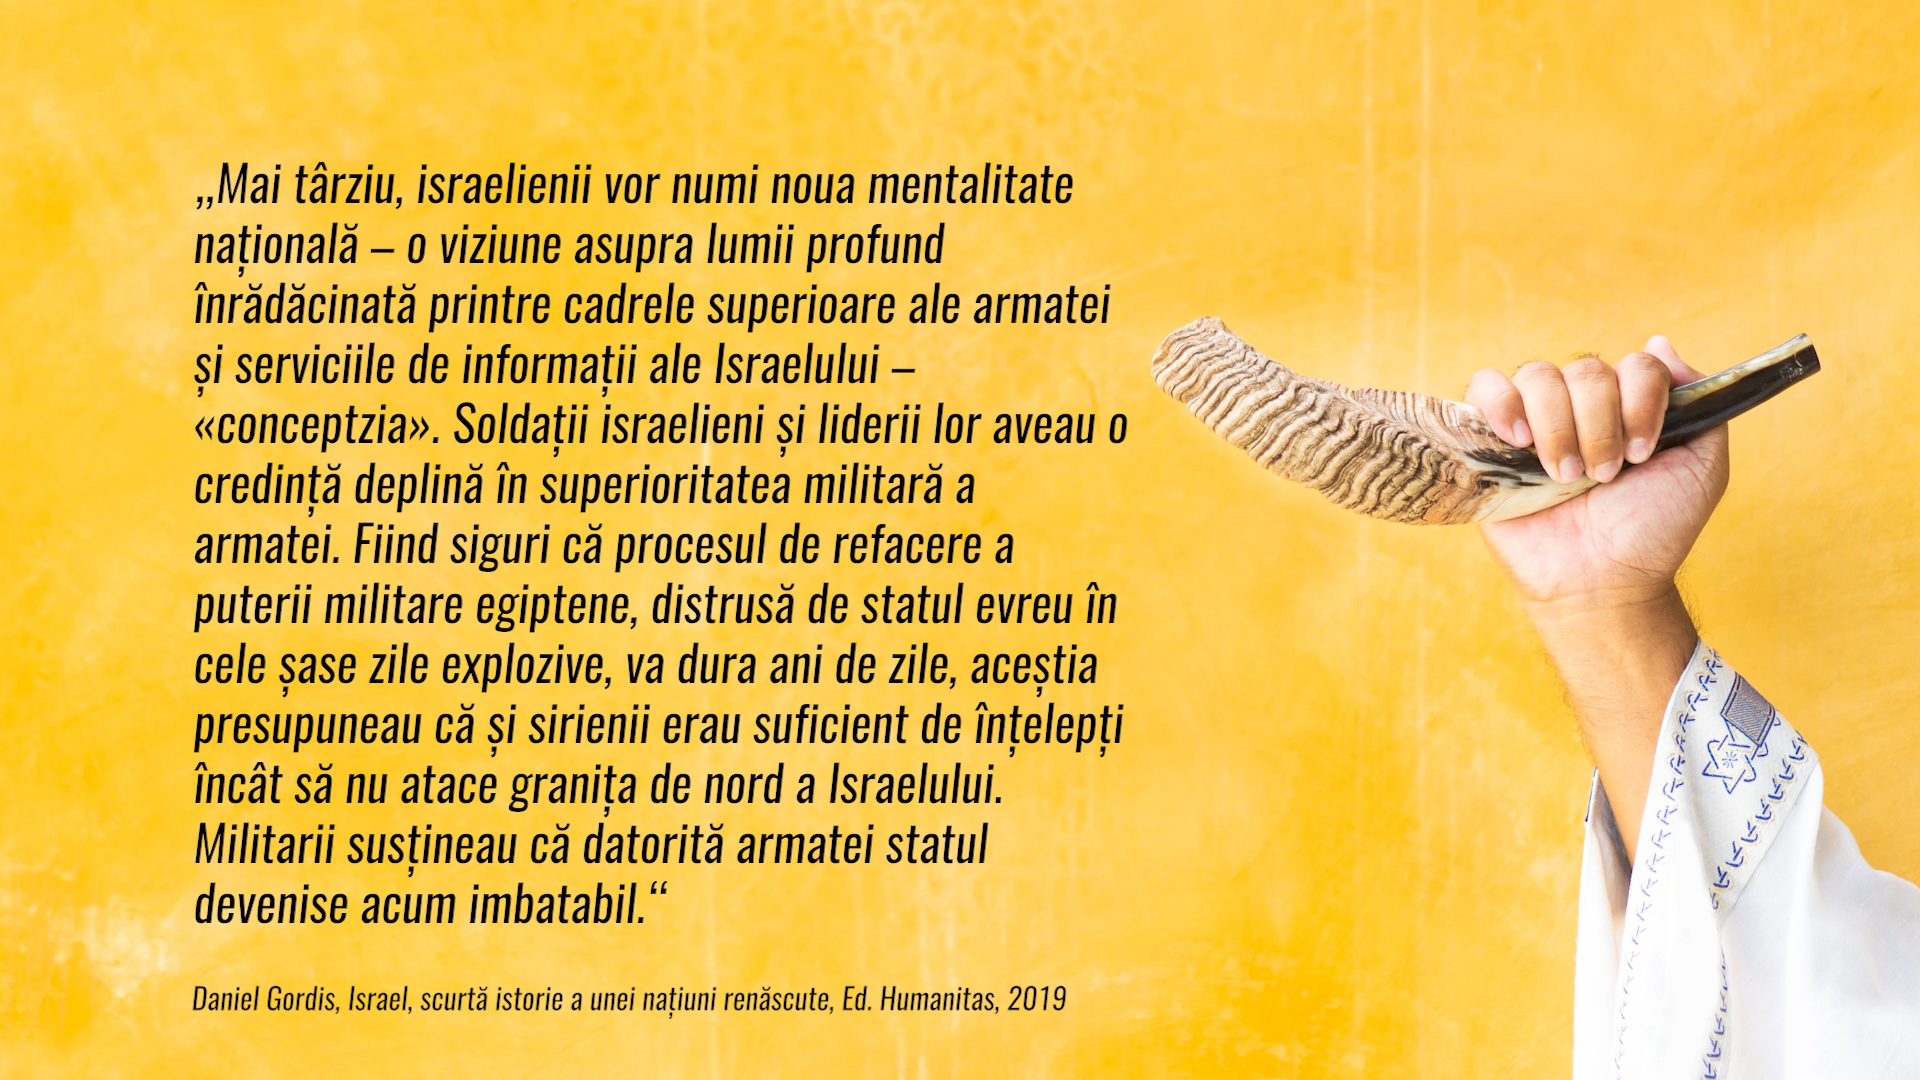 „Mai târziu, israelienii vor numi noua mentalitate
națională – o viziune asupra lumii profund
înrădăcinată printre cadrele superioare ale armatei
și serviciile de informații ale Israelului –
«conceptzia». Soldații israelieni și liderii lor aveau o
credință deplină în superioritatea militară a
armatei. Fiind siguri că procesul de refacere a
puterii militare egiptene, distrusă de statul evreu în
cele șase zile explozive, va dura ani de zile, aceștia
presupuneau că și sirienii erau suficient de înțelepți
încât să nu atace granița de nord a Israelului.
Militarii susțineau că datorită armatei statul
devenise acum imbatabil.“
Daniel Gordis, Israel, scurtă istorie a unei națiuni renăscute, Ed. Humanitas, 2019